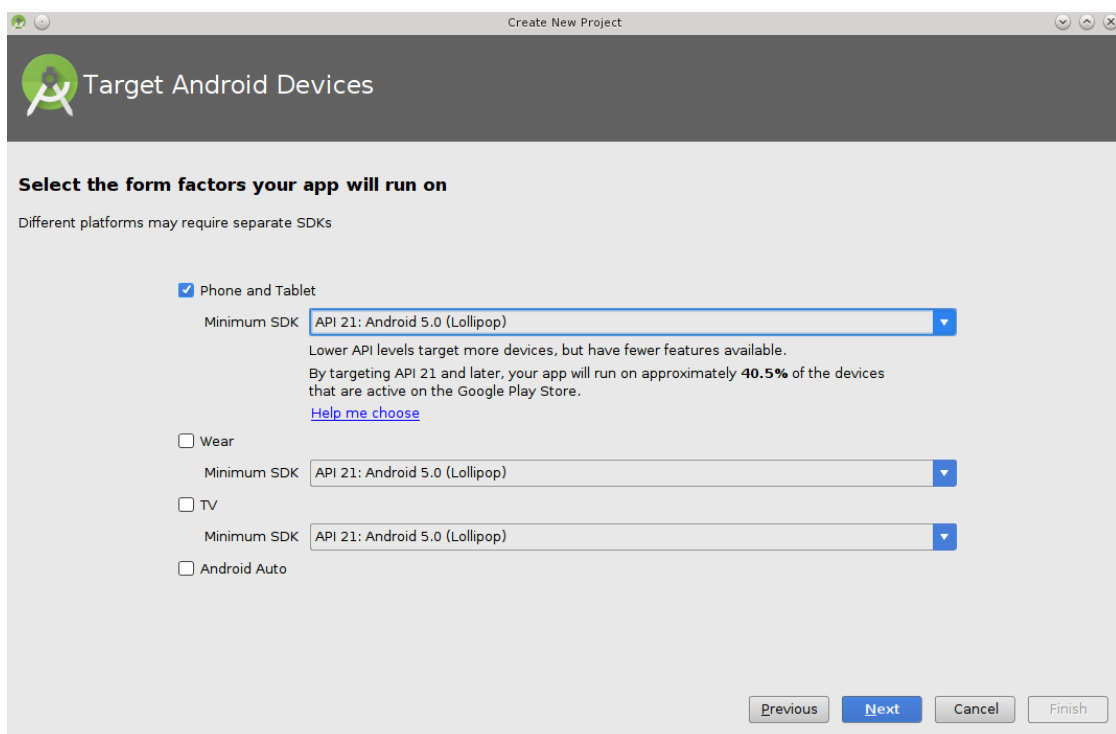 Create New Project
Target Android Devices
Select the form factors your app will run on
Different platforms may require separate SDKs
Phone and Tablet
Minimum SDK API 21: Android 5.0 (Lollipop)
Lower API levels target more devices, but have fewer features available.
By targeting API 21 and later, your app will run on approximately 40.5% of the devices
that are active on the Google Play Store.
Help me choose
Wear
Minimum SDK API 21: Android 5.0 (Lollipop)
TV
Minimum SDK API 21: Android 5.0 (Lollipop)
Android Auto
Previous Next Cancel Finish